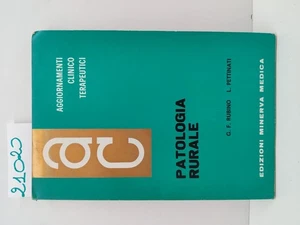 AGGIORNAMENTI
CLINICO
TERAPEUTICI
ac
PATOLOGIA
RURALE
G. F. RUBINO L. PETTINATI
EDIZIONI MINERVA MEDICA
21020